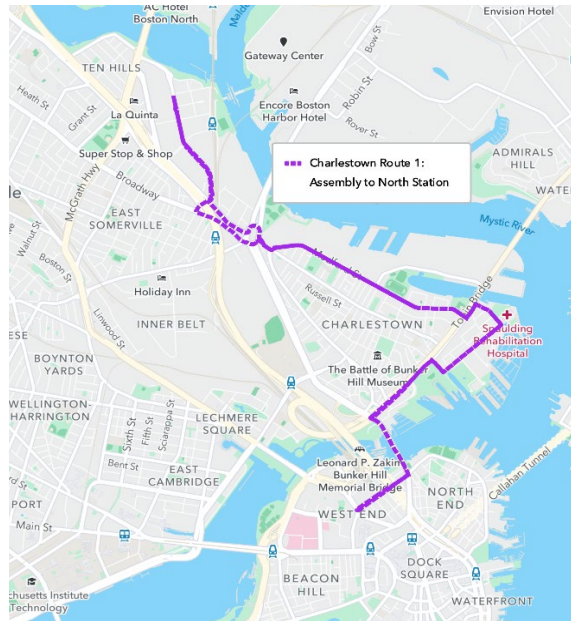 AC Hotel
Boston North
Envision Hotel
TEN HILLS
Gateway Center
Bow St
Heath St
Grant St
La Quinta
Encore Boston
Harbor Hotel
Robin St
Rover St
Super Stop & Shop
McGrath Hwy
Charlestown Route 1:
Assembly to North Station
ADMIRALS
HILL
WATE
Broadway
EAST
SOMERVILLE
Mystic River
Walnut St
Boston St
Medford St
Holiday Inn
Russell St
Tobin Bridge
INNER BELT
CHARLESTOWN
Spaulding
Rehabilitation
Hospital
Linwood St
ESE
BOYNTON
YARDS
The Battle of Bunker
Hill Museum
WELLINGTON-
HARRINGTON
Sixth St
Fifth St
Sciarappa St
LECHMERE
SQUARE
Bent St
EAST
CAMBRIDGE
Leonard P. Zakim
Bunker Hill
Memorial Bridge
NORTH
END
Callahan Tunnel
ord St
PORT
Main St
WEST END
BEACON
HILL
DOCK
SQUARE
WATERFRONT
achusetts Institute
Technology